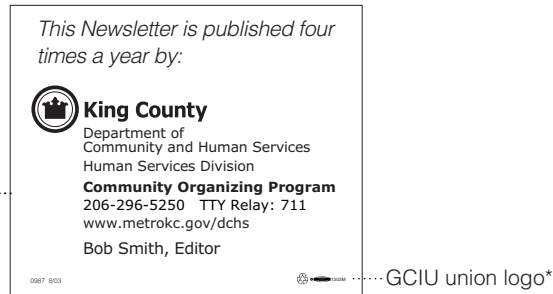 This Newsletter is published four
times a year by:
King County
Department of
Community and Human Services
Human Services Division
Community Organizing Program
206-296-5250 TTY Relay: 711
www.metrokc.gov/dchs
Bob Smith, Editor
0987 8/03
1202M
GCIU union logo*